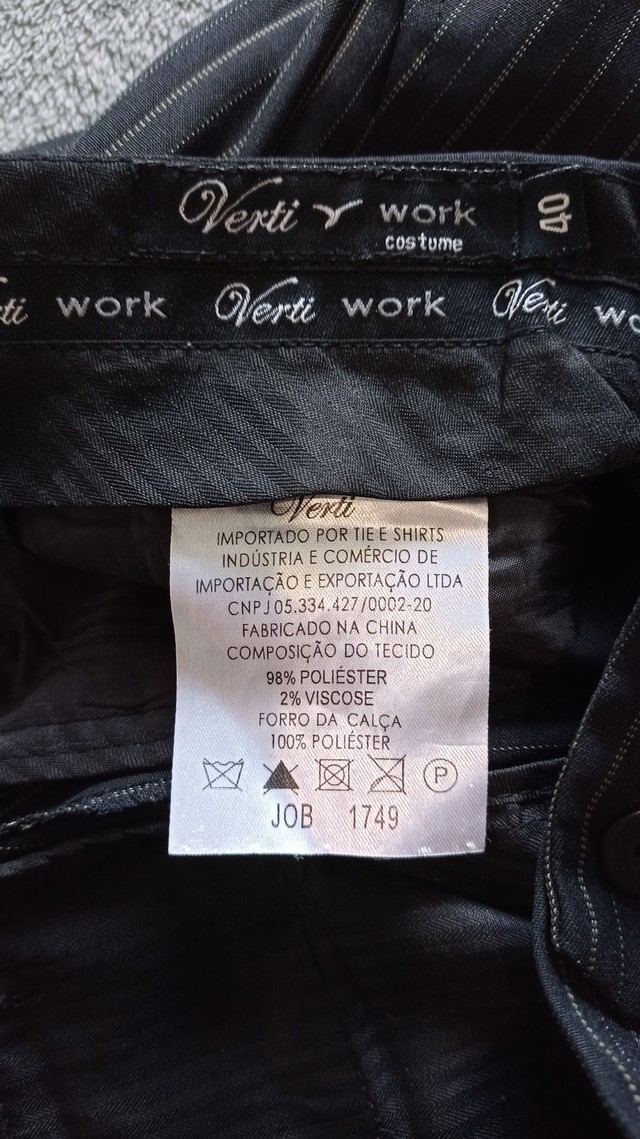 Verti work
costume
40
rti work Verti work Verti wo
Verti
IMPORTADO POR TIE E SHIRTS
INDÚSTRIA E COMÉRCIO DE
IMPORTAÇÃO E EXPORTAÇÃO LTDA
CNPJ 05.334.427/0002-20
FABRICADO NA CHINA
COMPOSIÇÃO DO TECIDO
98% POLIÉSTER
2% VISCOSE
FORRO DA CALÇA
100% POLIÉSTER
P
JOB 1749